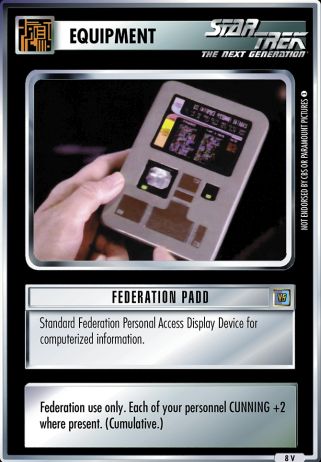 EQUIPMENT
STAR TREK
THE NEXT GENERATION
NOT ENDORSED BY CBS OR PARAMOUNT PICTURES
FEDERATION PADD
Standard Federation Personal Access Display Device for
computerized information.
Federation use only. Each of your personnel CUNNING +2
where present. (Cumulative.)
8 V